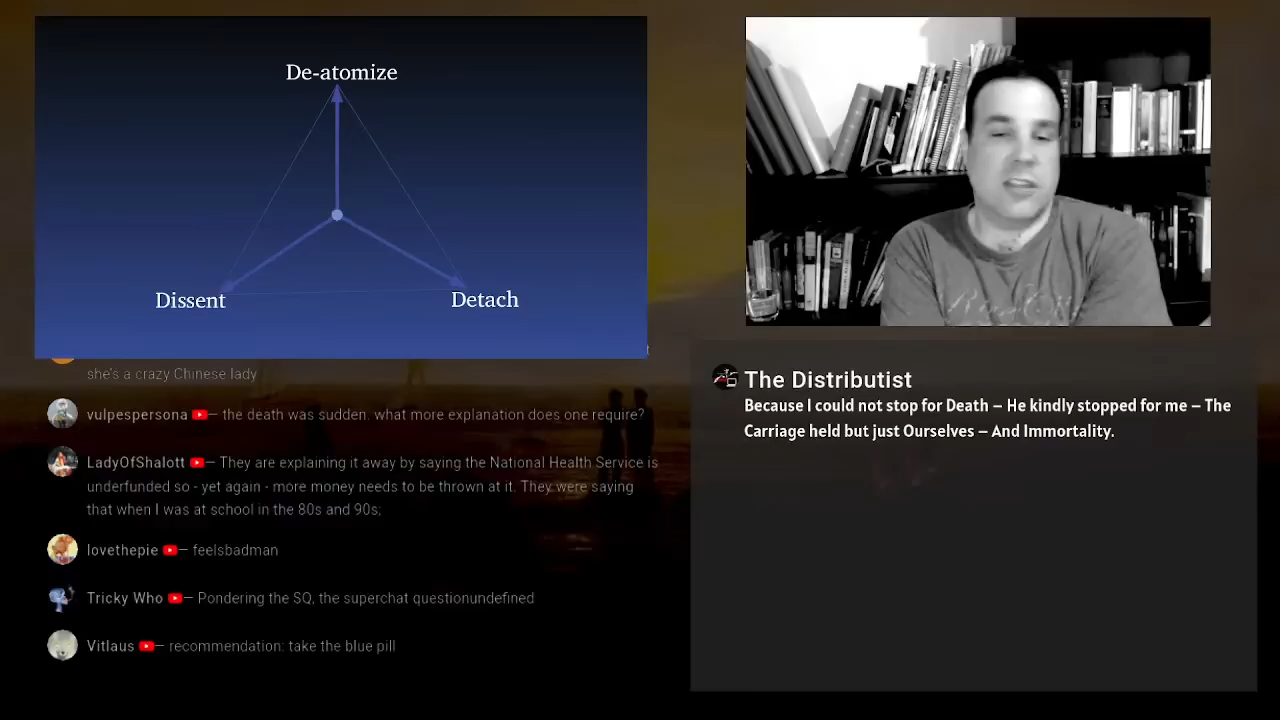 De-atomize
Dissent
Detach
she's a crazy Chinese lady
vulpespersona — the death was sudden. what more explanation does one require?
LadyOfShalott — They are explaining it away by saying the National Health Service is
underfunded so - yet again - more money needs to be thrown at it. They were saying
that when I was at school in the 80s and 90s;
lovethepie — feelsbadman
Tricky Who — Pondering the SQ, the superchat questionundefined
Vitlaus — recommendation: take the blue pill
The Distributist
Because I could not stop for Death – He kindly stopped for me – The
Carriage held but just Ourselves – And Immortality.